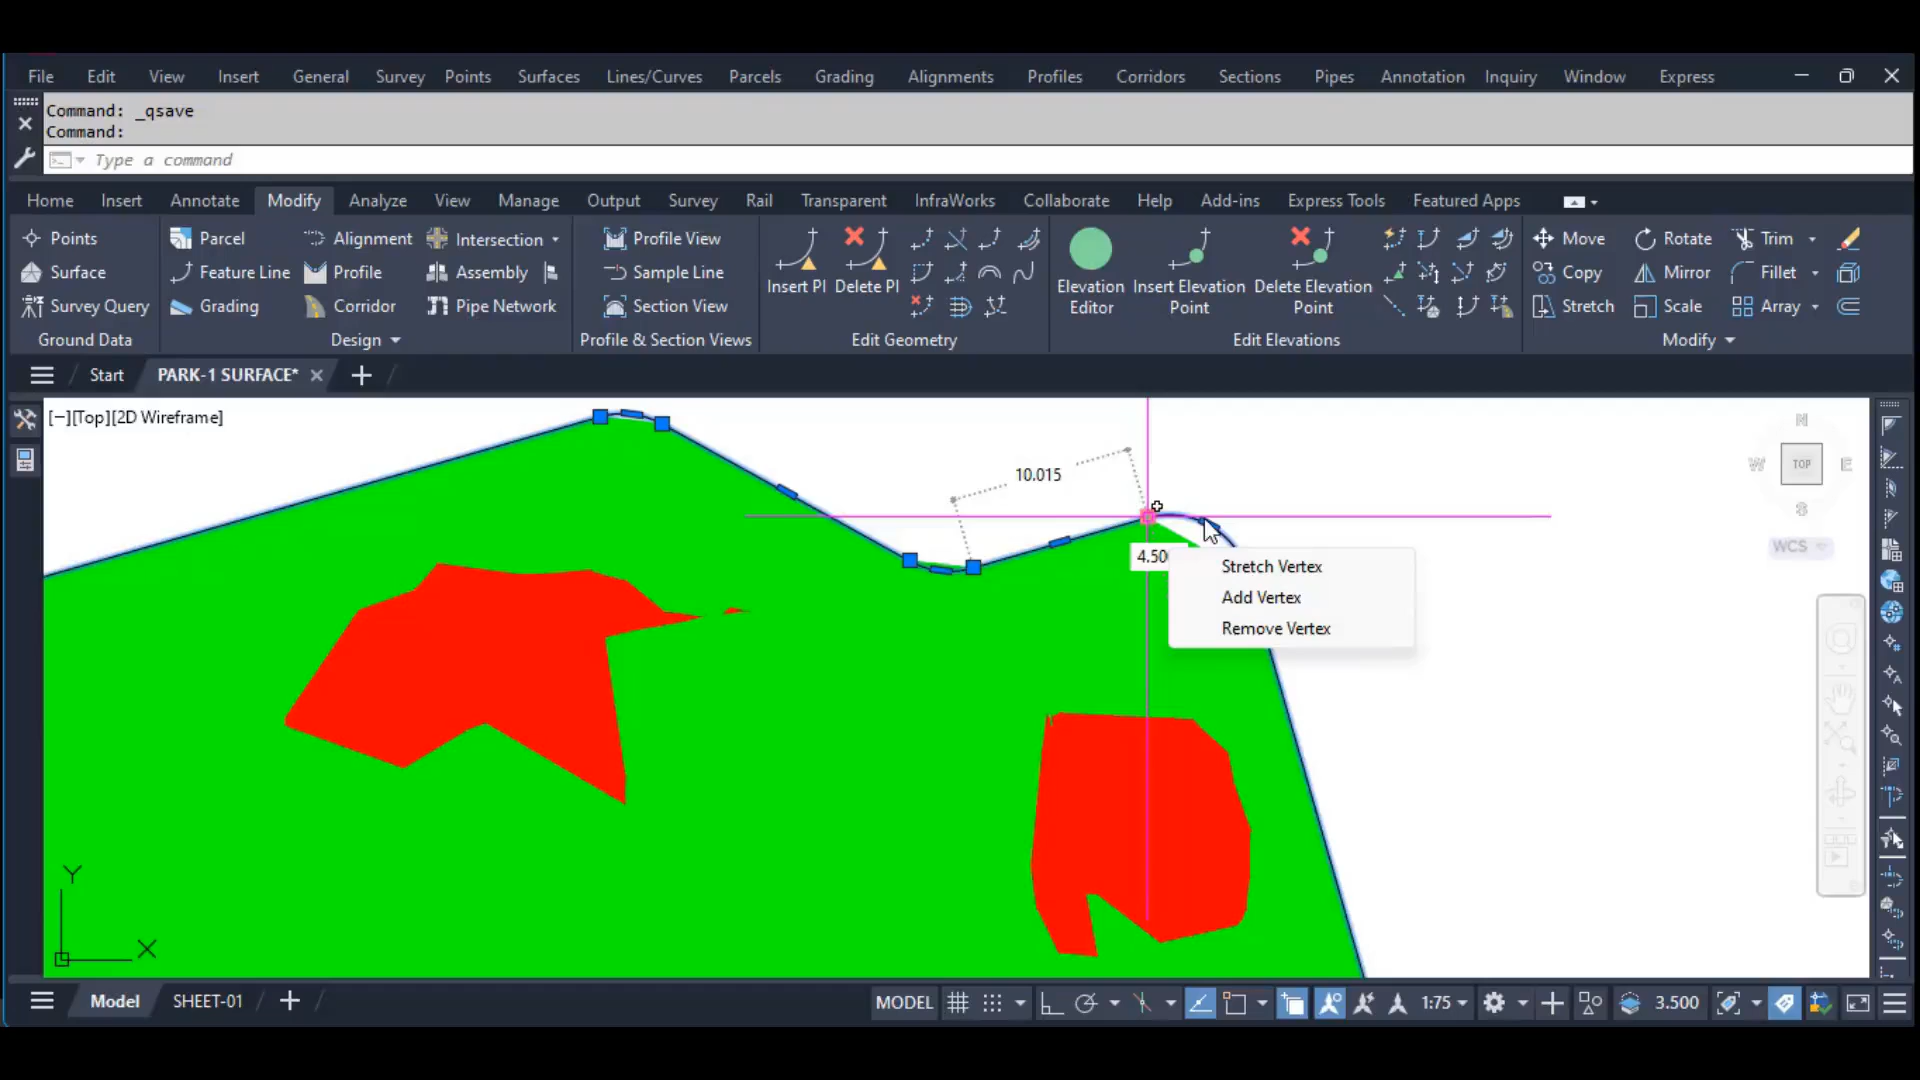 File Edit View Insert General Survey Points Surfaces Lines/Curves Parcels Grading Alignments Profiles Corridors Sections Pipes Annotation Inquiry Window Express
Command: _qsave
Command:
Type a command
Home Insert Annotate Modify Analyze View Manage Output Survey Rail Transparent InfraWorks Collaborate Help Add-ins Express Tools Featured Apps
Points Parcel Alignment Intersection Profile View Move Rotate Trim
Surface Feature Line Profile Assembly Sample Line Insert PI Delete PI Elevation Editor Insert Elevation Point Delete Elevation Point Copy Mirror Fillet
Survey Query Grading Corridor Pipe Network Section View Stretch Scale Array
Ground Data Design Profile & Section Views Edit Geometry Edit Elevations Modify
Start PARK-1 SURFACE*
[−][Top][2D Wireframe]
N
W TOP E
S
WCS
10.015
4.50
Stretch Vertex
Add Vertex
Remove Vertex
Y
X
Model SHEET-01 MODEL 1:75 3.500